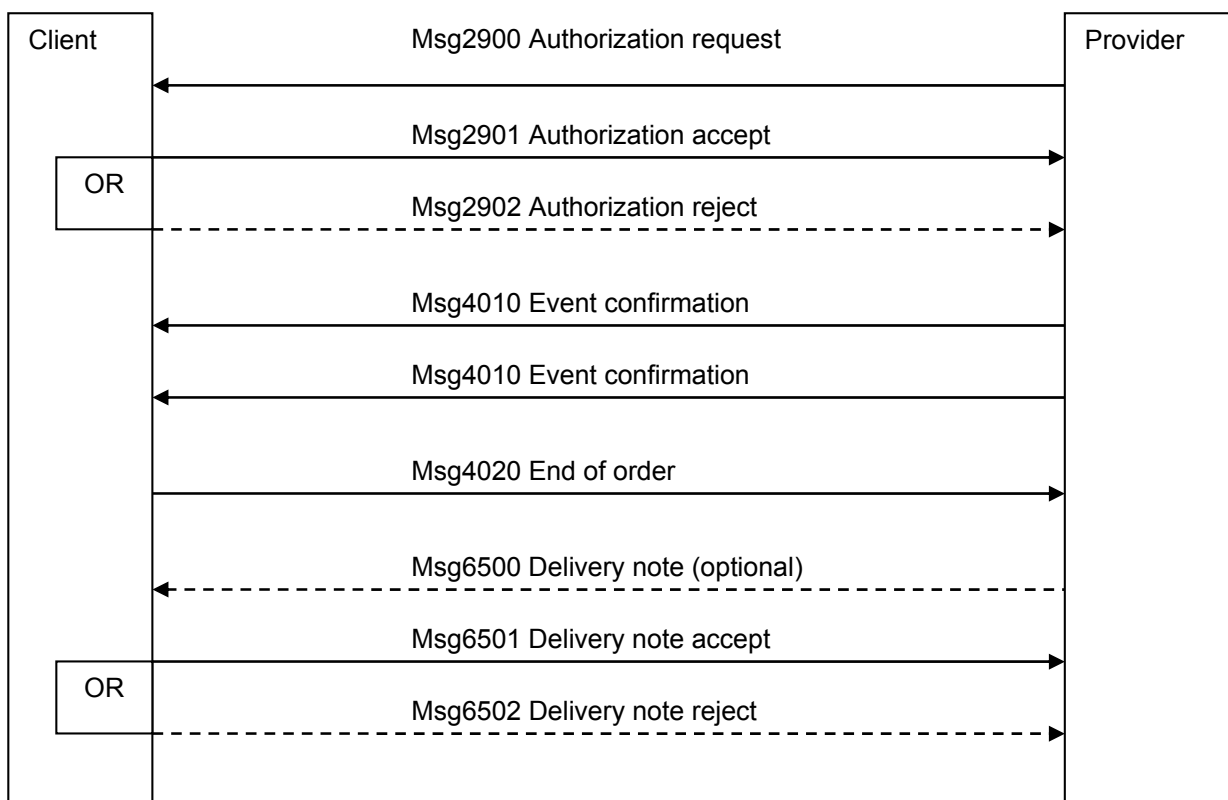 Client
Msg2900 Authorization request
Provider
Msg2901 Authorization accept
OR
Msg2902 Authorization reject
Msg4010 Event confirmation
Msg4010 Event confirmation
Msg4020 End of order
Msg6500 Delivery note (optional)
Msg6501 Delivery note accept
OR
Msg6502 Delivery note reject